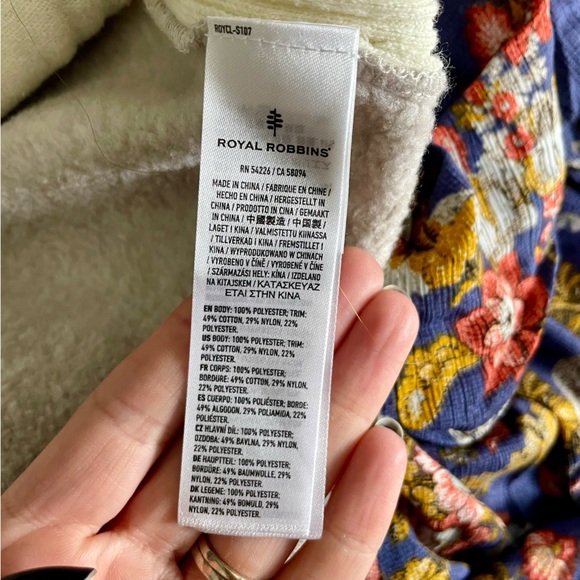 ROYCL-S107
ROYAL ROBBINS®
RN 54226 / CA 58094
MADE IN CHINA / FABRIQUE EN CHINE /
HECHO EN CHINA / HERGESTELLT IN
CHINA / PRODOTTO IN CINA / GEMAAKT
IN CHINA / 中國製造 / 中国製 /
LAGET I KINA / VALMISTETTU KIINASSA
/ TILLVERKAD I KINA / FREMSTILLET I
KINA / WYPRODUKOWANO W CHINACH
/ VYROBENO V ČÍNĚ / VYROBENÉ V ČÍNE
/ SZÁRMAZÁSI HELY: KÍNA / IZDELANO
NA KITAJSKEM / ΚΑΤΑΣΚΕΥΑΖ
ΕΤΑΙ ΣΤΗΝ ΚΙΝΑ
EN BODY: 100% POLYESTER; TRIM:
49% COTTON, 29% NYLON, 22%
POLYESTER.
US BODY: 100% POLYESTER; TRIM:
49% COTTON, 29% NYLON, 22%
POLYESTER.
FR CORPS: 100% POLYESTER;
BORDURE: 49% COTON, 29% NYLON, 22%
POLYESTER.
ES CUERPO: 100% POLIÉSTER; BORDE:
49% ALGODÓN, 29% POLIAMIDA, 22%
POLIÉSTER.
CZ HLAVNÍ DÍL: 100% POLYESTER;
OZDOBA: 49% BAVLNA, 29% NYLON, 22%
POLYESTER.
DE HAUPTTEIL: 100% POLYESTER;
BORDÜRE: 49% BAUMWOLLE, 29%
NYLON, 22% POLYESTER.
DK LEGEME: 100% POLYESTER;
KANTNING: 49% BOMULD, 29%
NYLON, 22% POLYESTER.